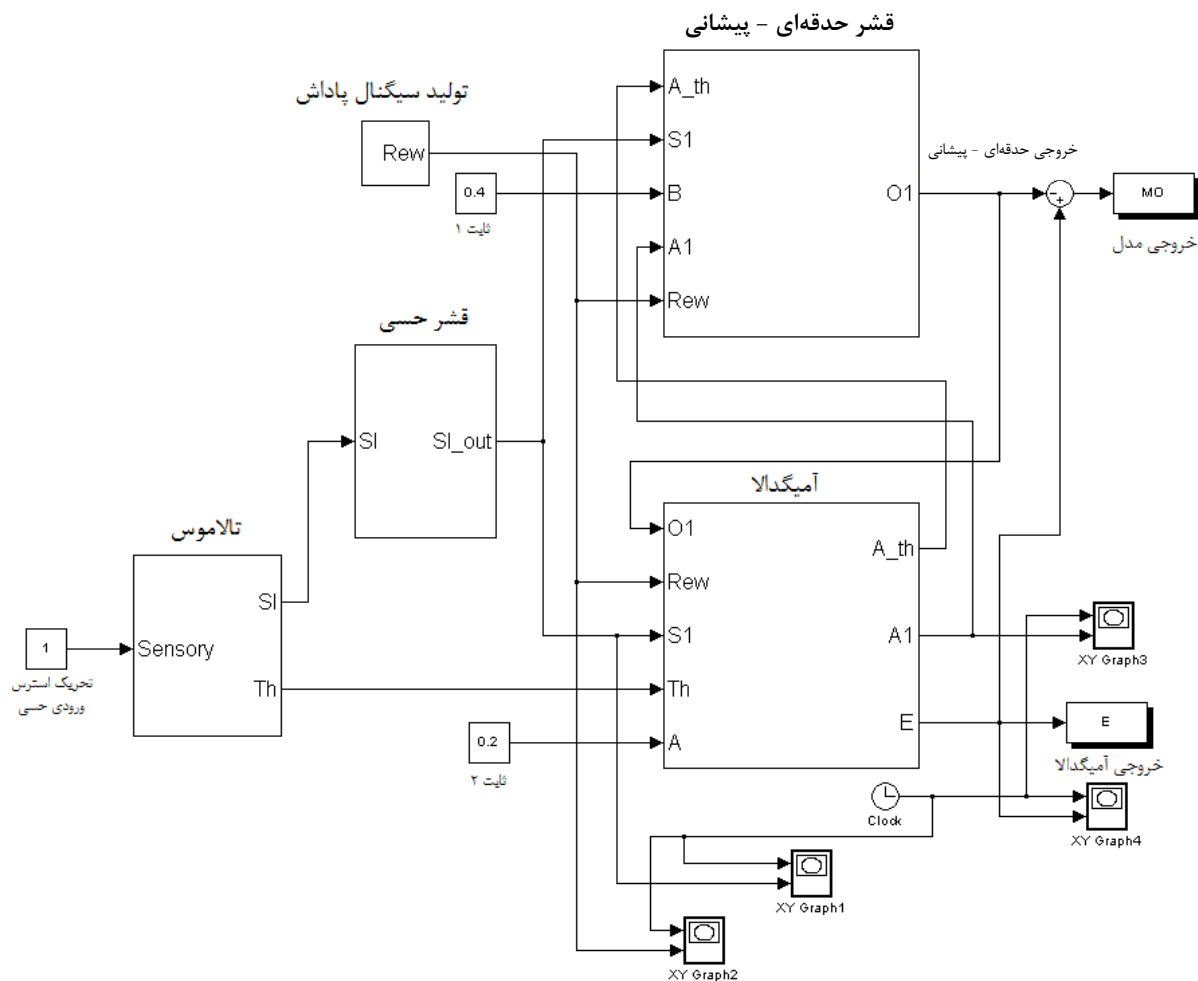 قشر حدقه‌ای - پیشانی
A_th
S1
B
A1
Rew
O1
تولید سیگنال پاداش
Rew
0.4
ثابت ۱
خروجی حدقه‌ای - پیشانی
MO
خروجی مدل
قشر حسی
SI
SI_out
تالاموس
Sensory
SI
Th
1
تحریک استرس
ورودی حسی
آمیگدالا
O1
Rew
S1
Th
A
A_th
A1
E
0.2
ثابت ۲
XY Graph3
E
خروجی آمیگدالا
Clock
XY Graph4
XY Graph1
XY Graph2